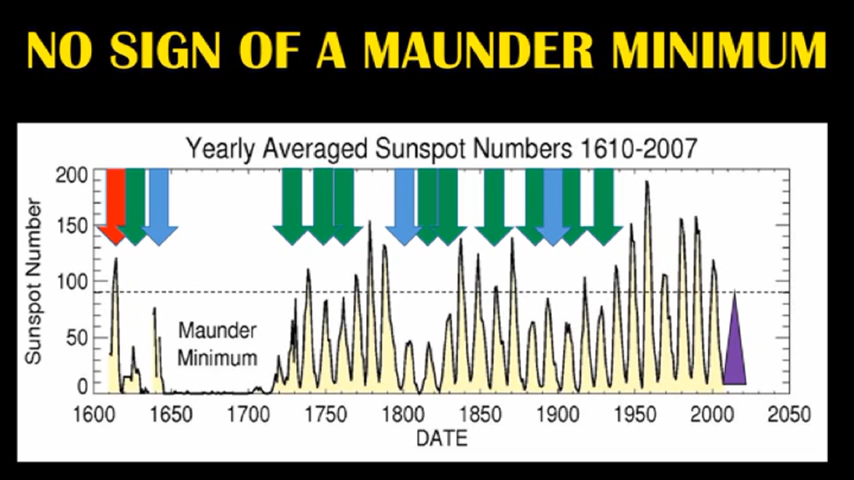 NO SIGN OF A MAUNDER MINIMUM
Yearly Averaged Sunspot Numbers 1610-2007
Sunspot Number
200
150
100
50
0
Maunder
Minimum
1600 1650 1700 1750 1800 1850 1900 1950 2000 2050
DATE